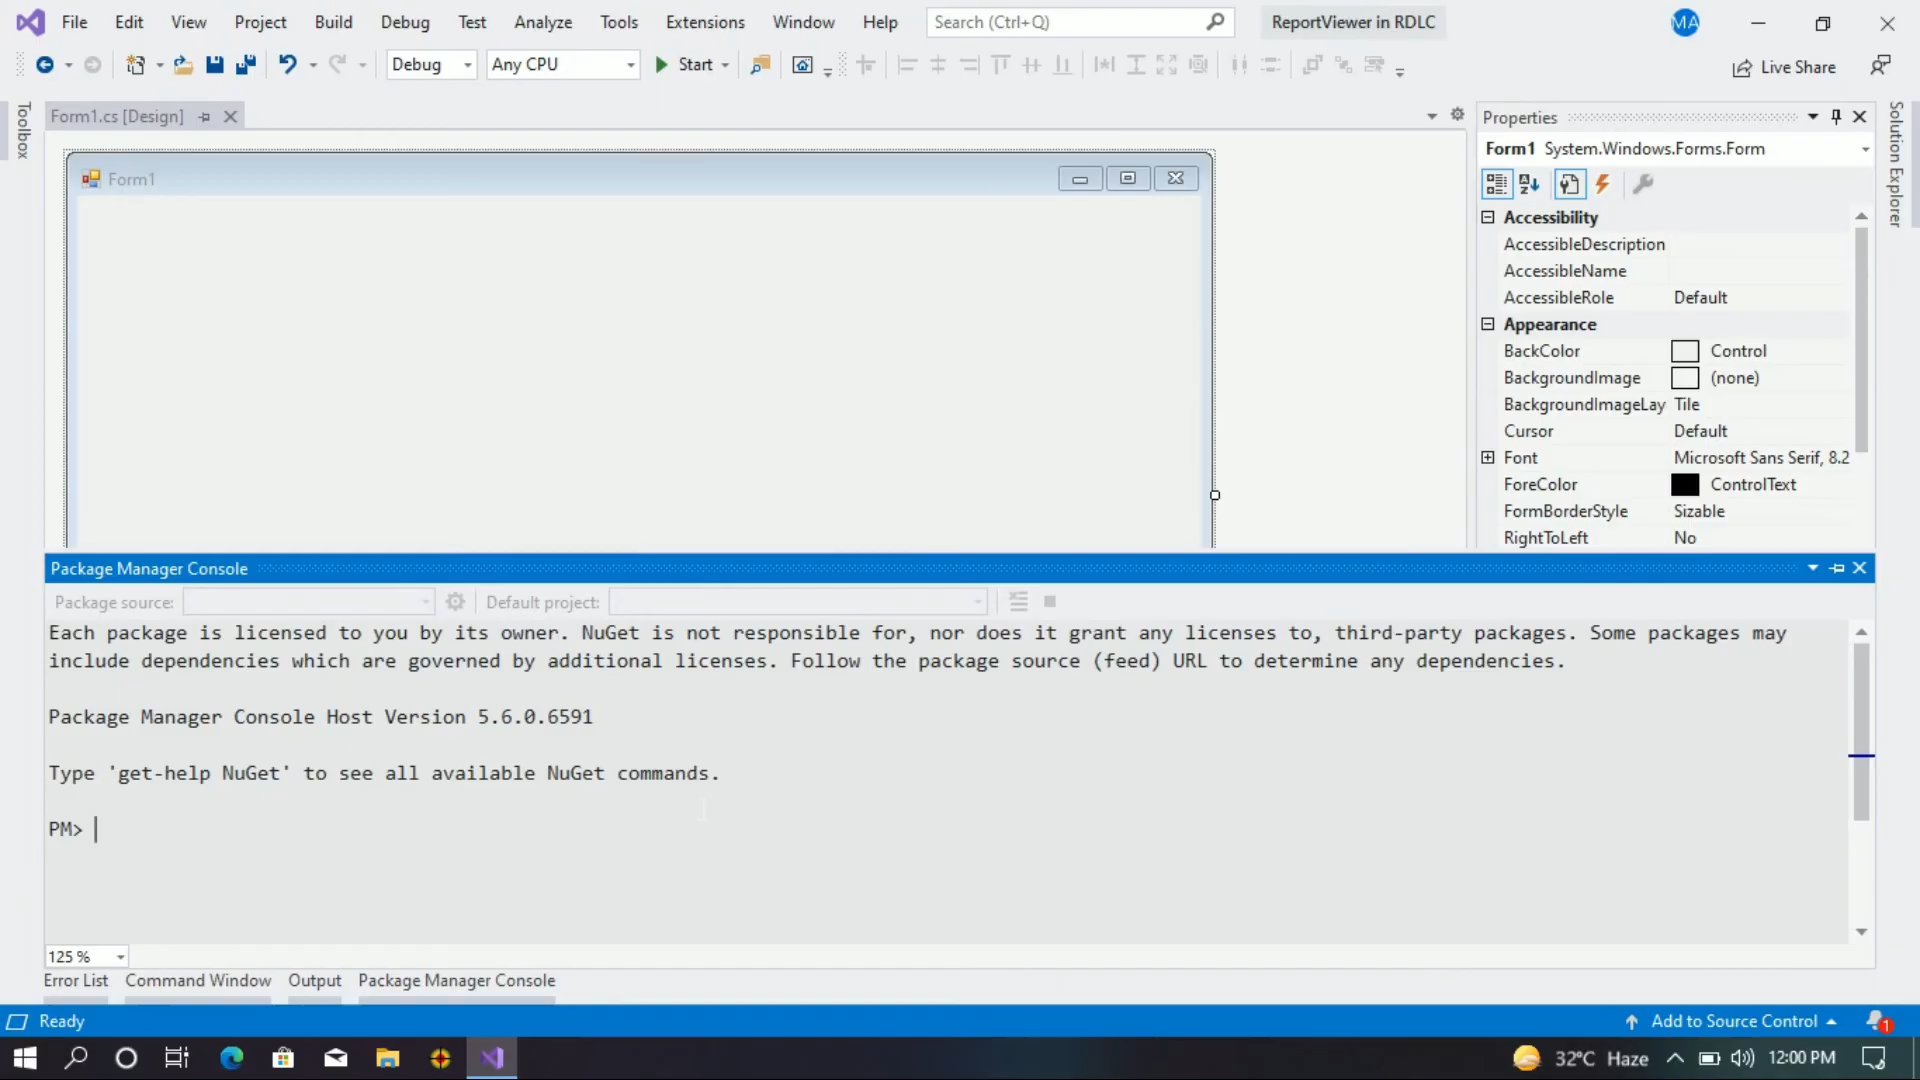 File Edit View Project Build Debug Test Analyze Tools Extensions Window Help Search (Ctrl+Q) ReportViewer in RDLC MA
Debug Any CPU Start Live Share
Toolbox
Form1.cs [Design]
Form1
Properties
Form1 System.Windows.Forms.Form
Accessibility
AccessibleDescription
AccessibleName
AccessibleRole Default
Appearance
BackColor Control
BackgroundImage (none)
BackgroundImageLay Tile
Cursor Default
Font Microsoft Sans Serif, 8.2
ForeColor ControlText
FormBorderStyle Sizable
RightToLeft No
Solution Explorer
Package Manager Console
Package source: Default project:
Each package is licensed to you by its owner. NuGet is not responsible for, nor does it grant any licenses to, third-party packages. Some packages may
include dependencies which are governed by additional licenses. Follow the package source (feed) URL to determine any dependencies.
Package Manager Console Host Version 5.6.0.6591
Type 'get-help NuGet' to see all available NuGet commands.
PM>
125 %
Error List Command Window Output Package Manager Console
Ready Add to Source Control 1
32°C Haze 12:00 PM